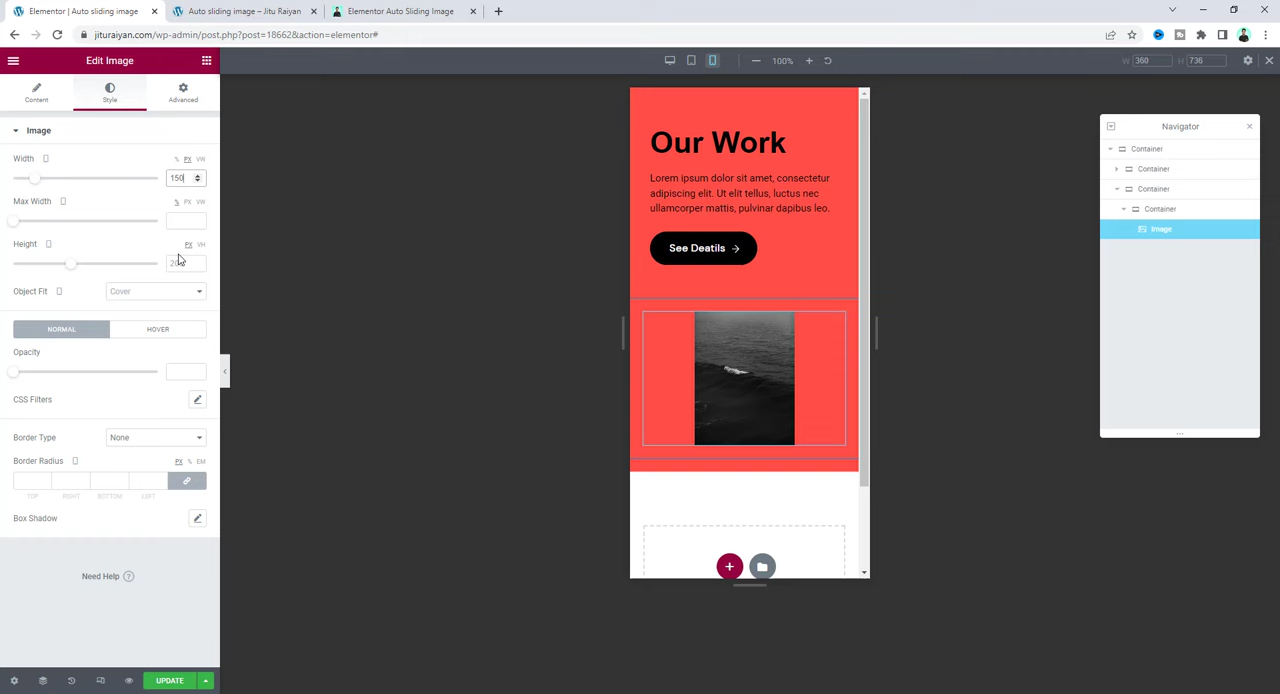 Elementor | Auto sliding image
Auto sliding image – Jitu Raiyan
Elementor Auto Sliding Image
jituraiyan.com/wp-admin/post.php?post=18662&action=elementor#
Edit Image
100%
W 360
H 736
Content
Style
Advanced
Image
Width
% PX VW
150
Max Width
% PX VW
Height
PX VH
Object Fit
Cover
NORMAL
HOVER
Opacity
CSS Filters
Border Type
None
Border Radius
PX % EM
TOP RIGHT BOTTOM LEFT
Box Shadow
Need Help
UPDATE
Our Work
Lorem ipsum dolor sit amet, consectetur
adipiscing elit. Ut elit tellus, luctus nec
ullamcorper mattis, pulvinar dapibus leo.
See Deatils →
Navigator
Container
Container
Container
Container
Image